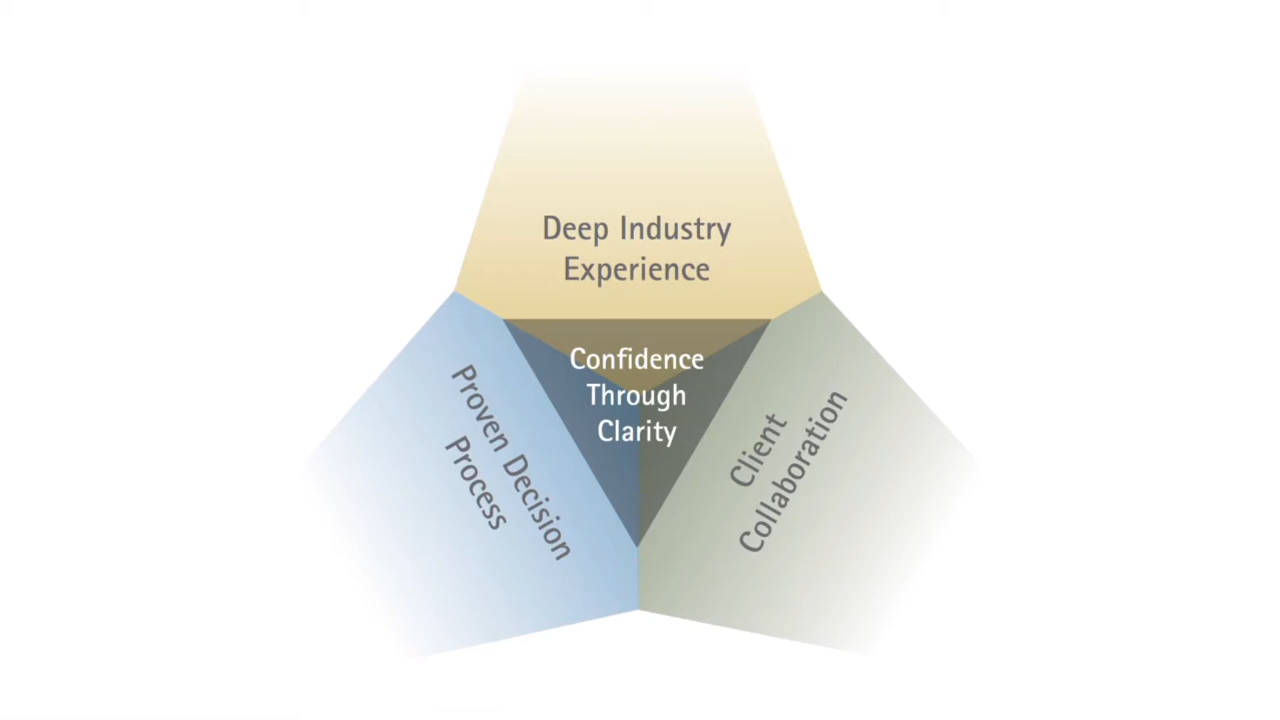 Deep Industry
Experience
Confidence
Through
Clarity
Proven Decision
Process
Client
Collaboration